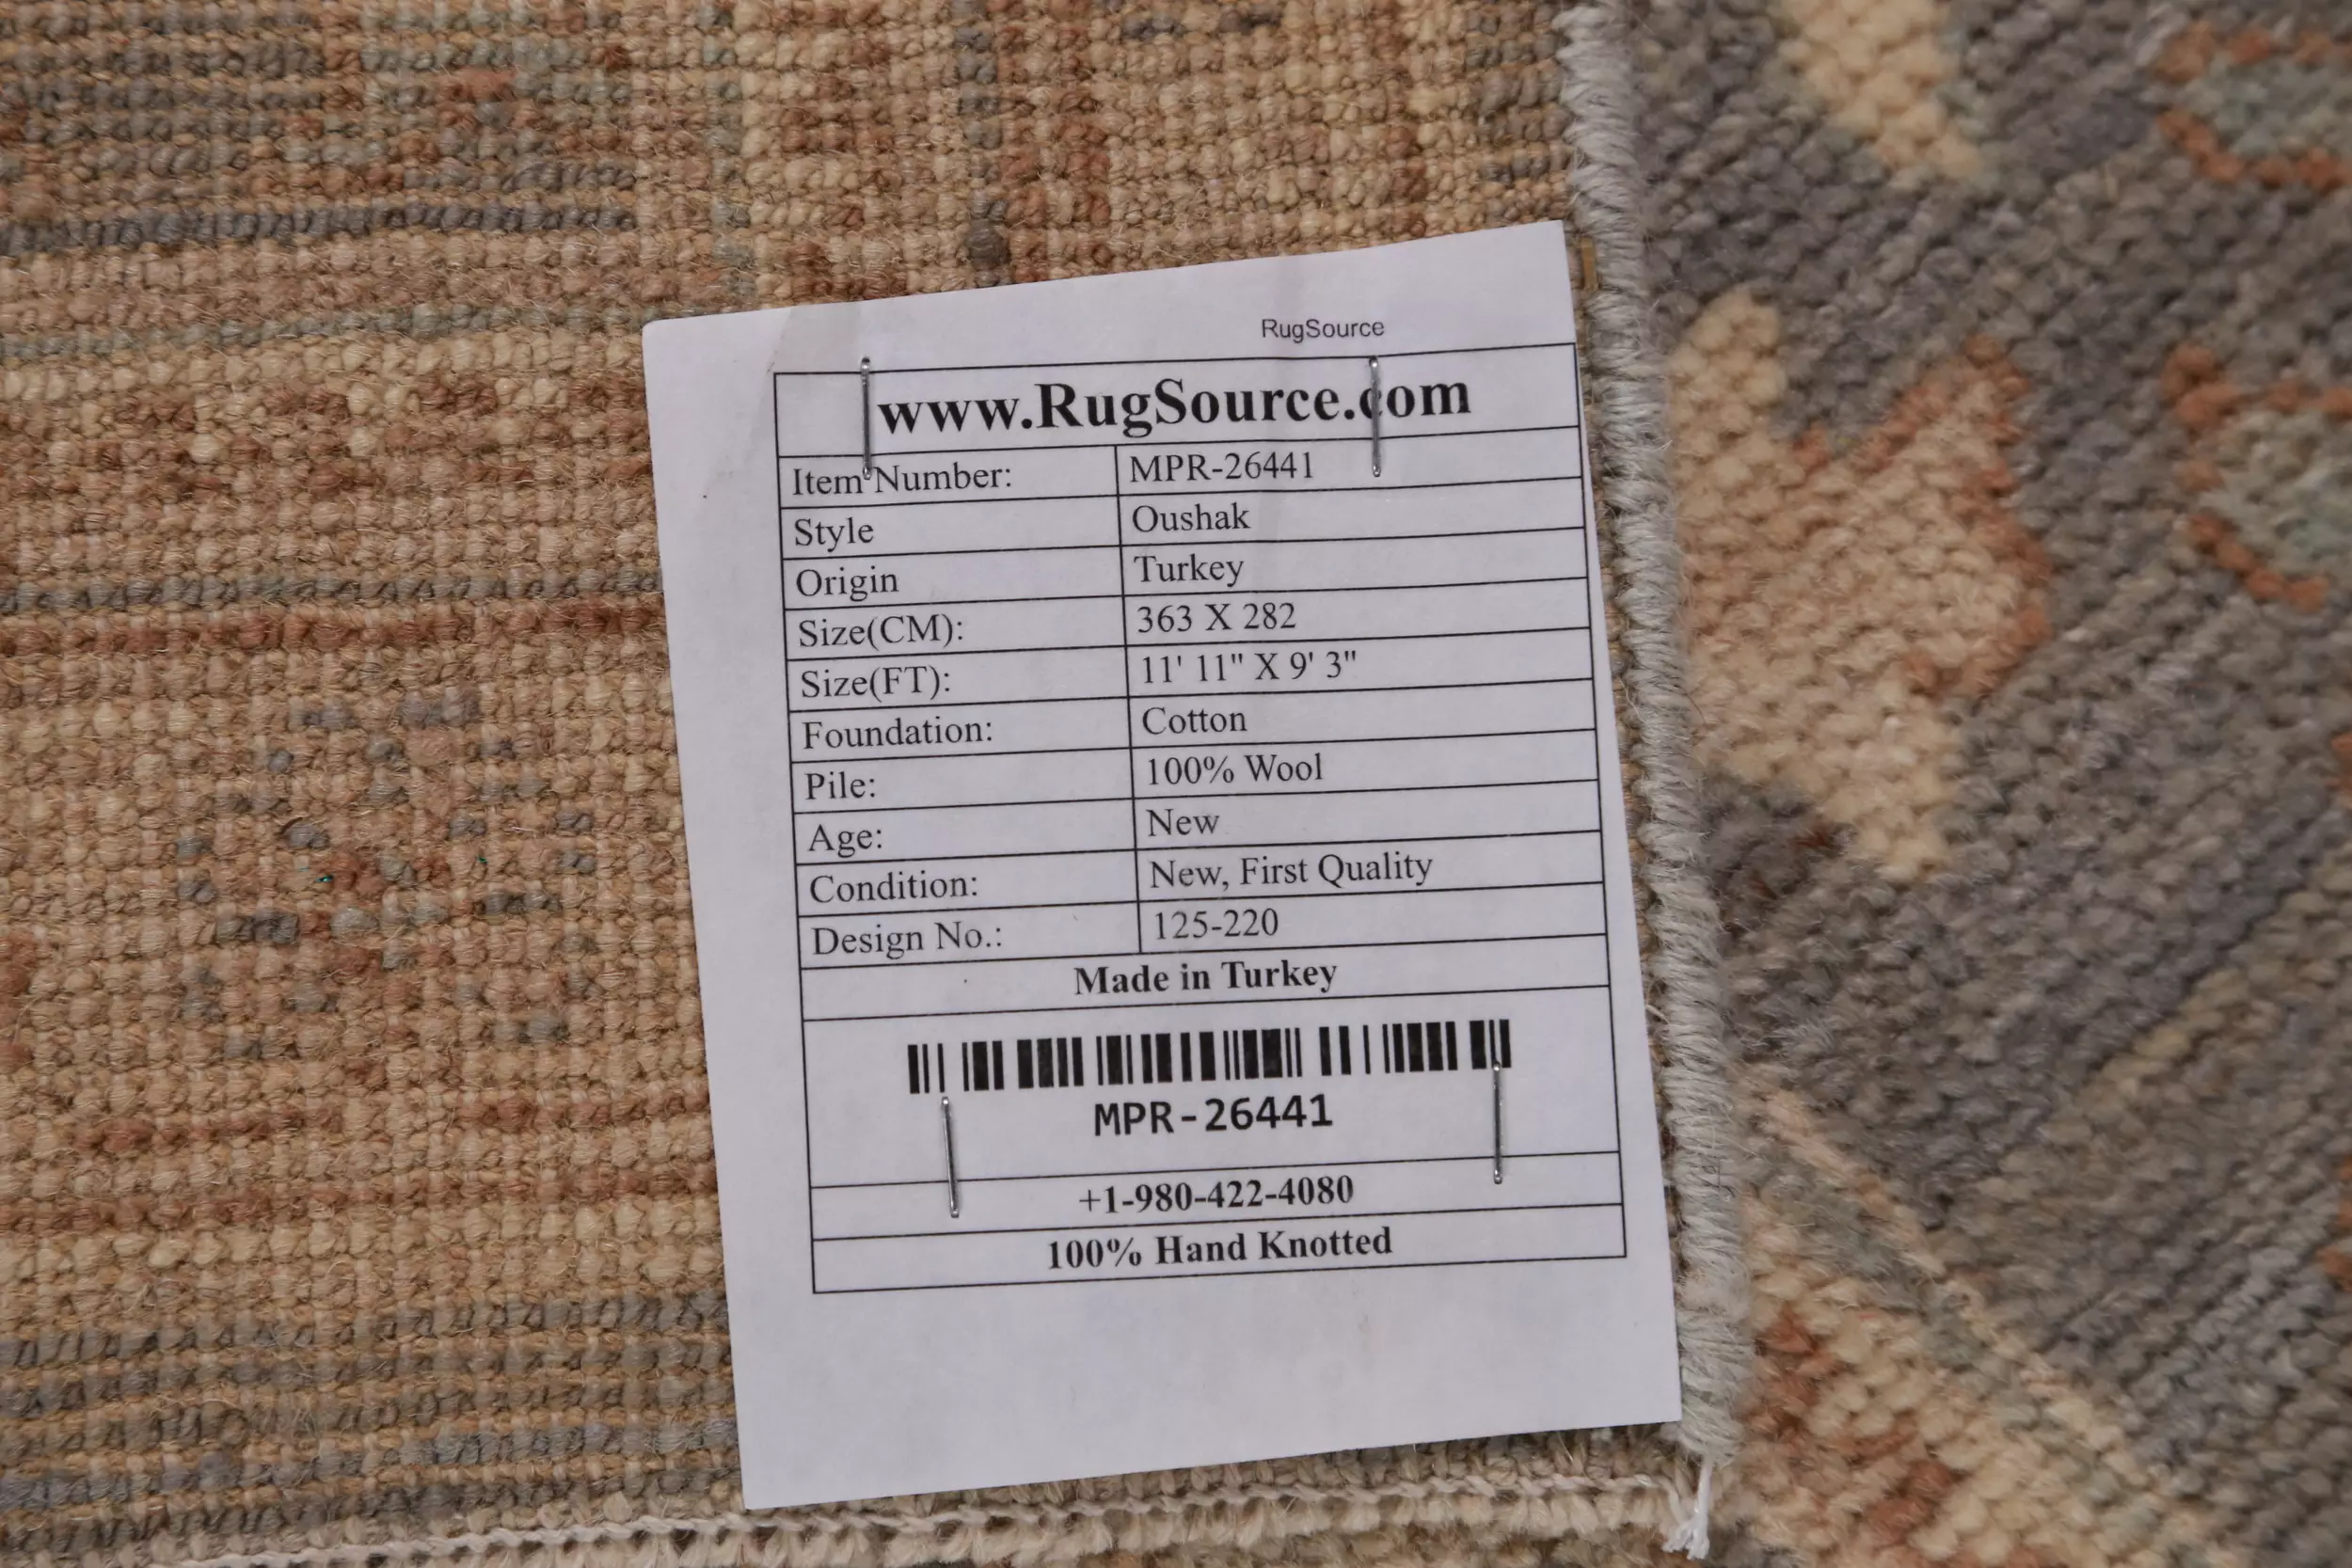 RugSource
www.RugSource.com
Item Number: MPR-26441
Style Oushak
Origin Turkey
Size(CM): 363 X 282
Size(FT): 11' 11" X 9' 3"
Foundation: Cotton
Pile: 100% Wool
Age: New
Condition: New, First Quality
Design No.: 125-220
Made in Turkey
MPR-26441
+1-980-422-4080
100% Hand Knotted